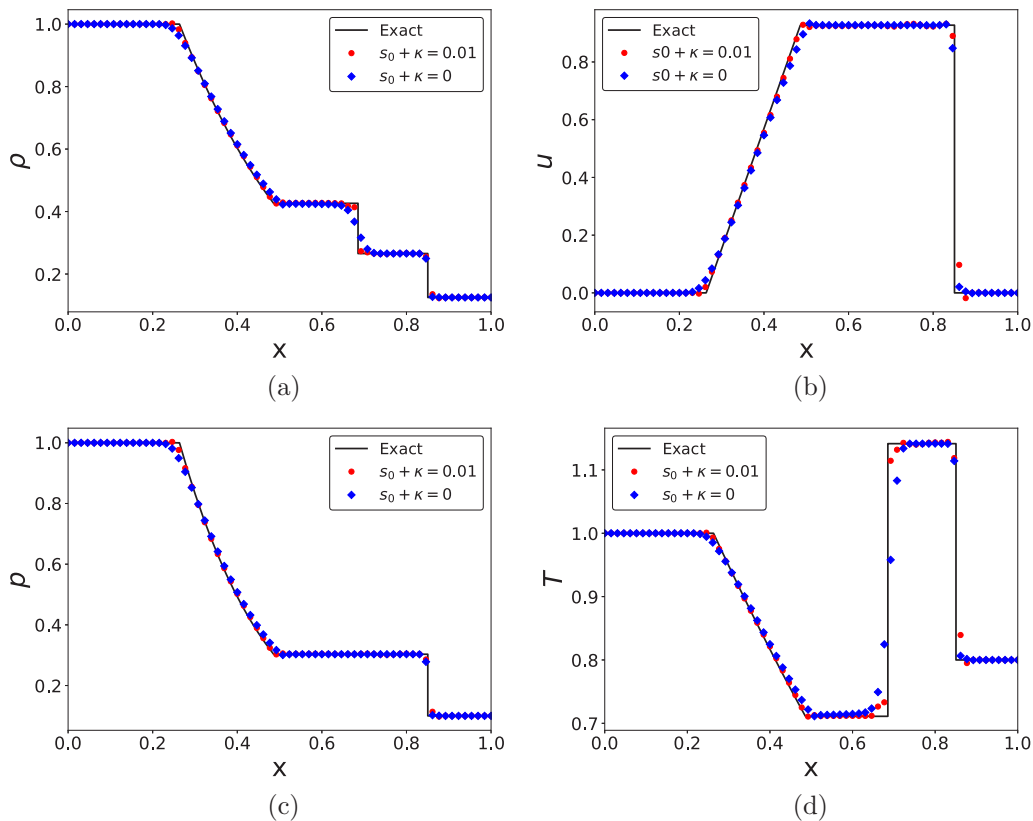 1.0
0.8
0.6
0.4
0.2
ρ
Exact
s₀ + κ = 0.01
s₀ + κ = 0
0.0 0.2 0.4 0.6 0.8 1.0
x
(a)
0.8
0.6
0.4
0.2
0.0
u
Exact
s0 + κ = 0.01
s0 + κ = 0
0.0 0.2 0.4 0.6 0.8 1.0
x
(b)
1.0
0.8
0.6
0.4
0.2
p
Exact
s₀ + κ = 0.01
s₀ + κ = 0
0.0 0.2 0.4 0.6 0.8 1.0
x
(c)
1.1
1.0
0.9
0.8
0.7
T
Exact
s₀ + κ = 0.01
s₀ + κ = 0
0.0 0.2 0.4 0.6 0.8 1.0
x
(d)